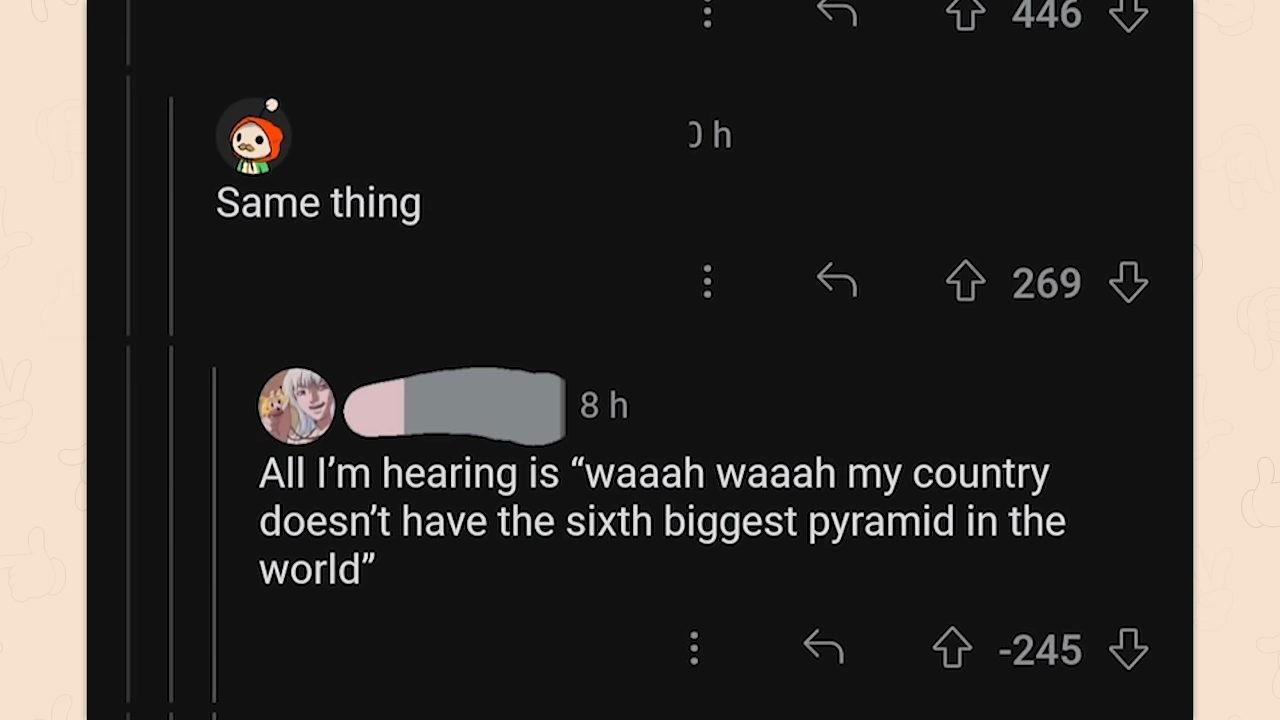 446
h
Same thing
269
8 h
All I’m hearing is “waaah waaah my country
doesn’t have the sixth biggest pyramid in the
world”
-245